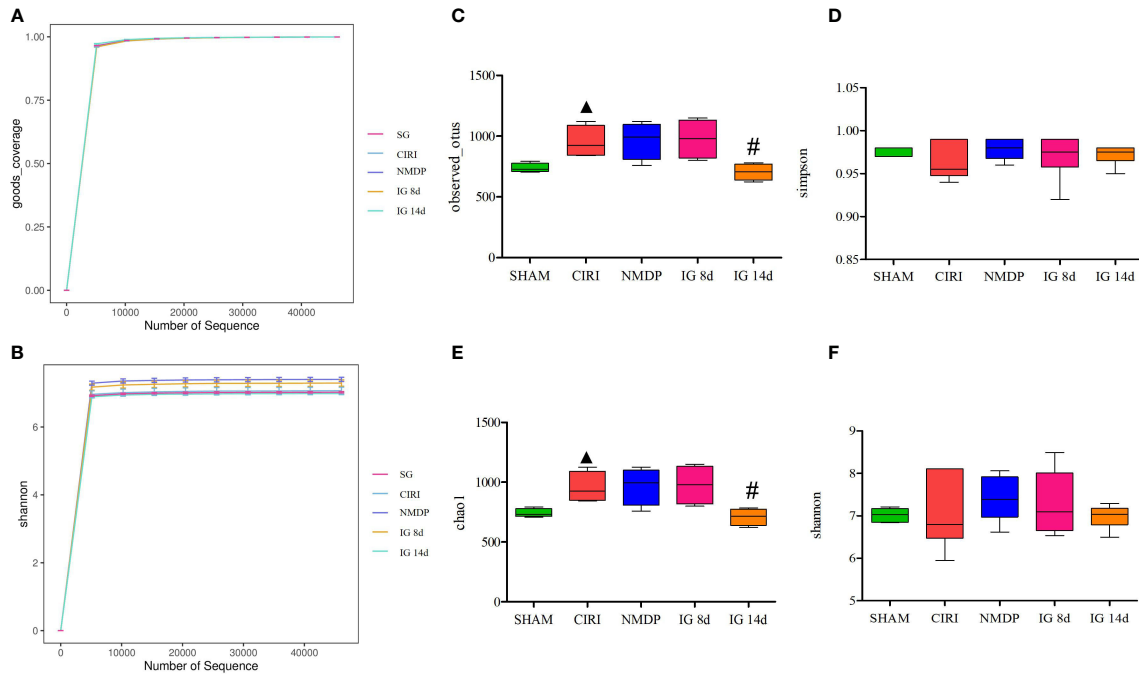 A
1.00
0.75
0.50
0.25
0.00
goods_coverage
0
10000
20000
30000
40000
Number of Sequence
SG
CIRI
NMDP
IG 8d
IG 14d
C
1500
1000
500
0
observed_otus
▲
#
SHAM
CIRI
NMDP
IG 8d
IG 14d
D
1.05
1.00
0.95
0.90
0.85
simpson
SHAM
CIRI
NMDP
IG 8d
IG 14d
B
6
4
2
0
shannon
0
10000
20000
30000
40000
Number of Sequence
SG
CIRI
NMDP
IG 8d
IG 14d
E
1500
1000
500
0
chao1
▲
#
SHAM
CIRI
NMDP
IG 8d
IG 14d
F
9
8
7
6
5
shannon
SHAM
CIRI
NMDP
IG 8d
IG 14d